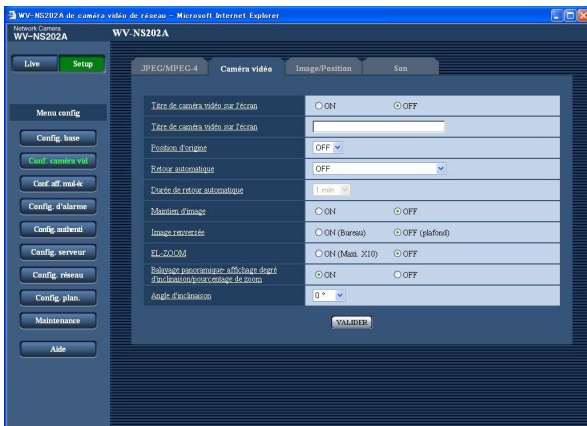 WV-NS202A de caméra vidéo de réseau - Microsoft Internet Explorer
Network Camera
WV-NS202A
WV-NS202A
Live Setup
JPEG/MPEG-4 Caméra vidéo Image/Position Son
Menu config
Config. base
Conf. caméra vid
Conf. aff. mul-éc
Config. d'alarme
Config. authenti
Config. serveur
Config. réseau
Config. plan.
Maintenance
Aide
Titre de caméra vidéo sur l'écran ON OFF
Titre de caméra vidéo sur l'écran
Position d'origine OFF
Retour automatique OFF
Durée de retour automatique 1 min
Maintien d'image ON OFF
Image renversée ON (Bureau) OFF (plafond)
EL-ZOOM ON (Maxi. X10) OFF
Balayage panoramique- affichage degré
d'inclinaison/pourcentage de zoom ON OFF
Angle d'inclinaison 0 °
VALIDER